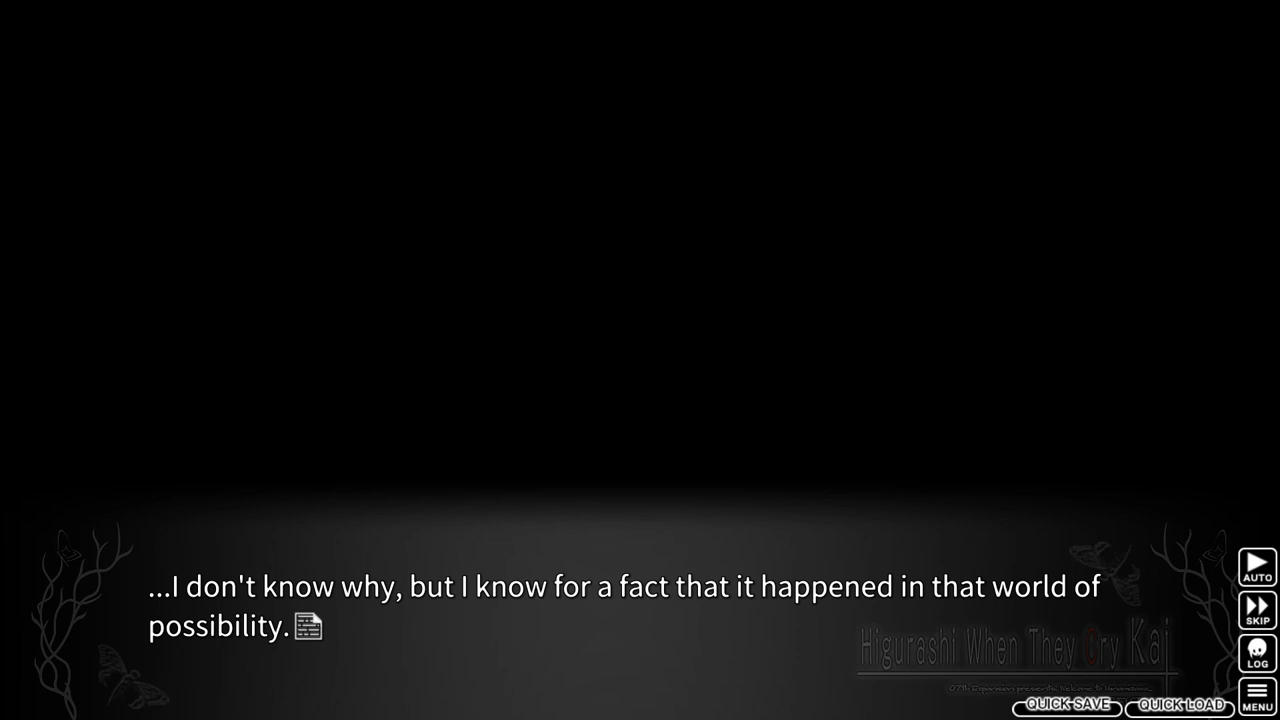 ...I don't know why, but I know for a fact that it happened in that world of
possibility.
Higurashi When They Cry Kai
AUTO
SKIP
LOG
MENU
QUICK SAVE
QUICK LOAD